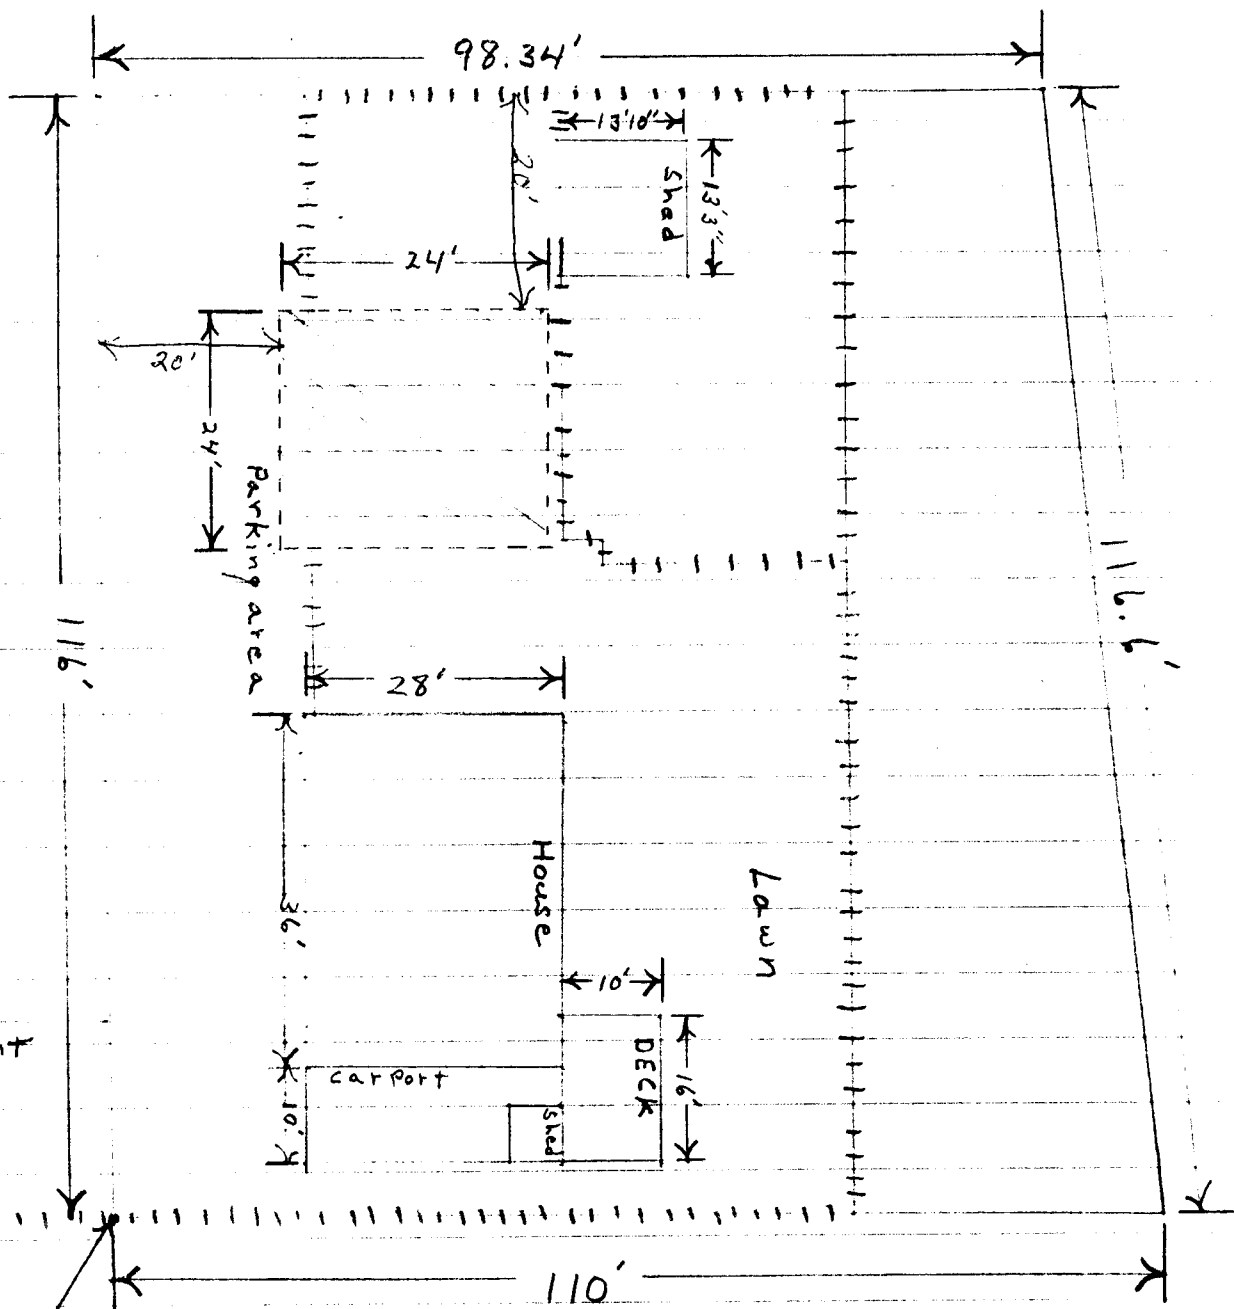 98.34'
13'10"
20'
shed
13'3"
24'
20'
24'
Parking area
116.6'
116'
28'
House
Lawn
36'
10'
DECK
16'
carport
10'
shed
110'